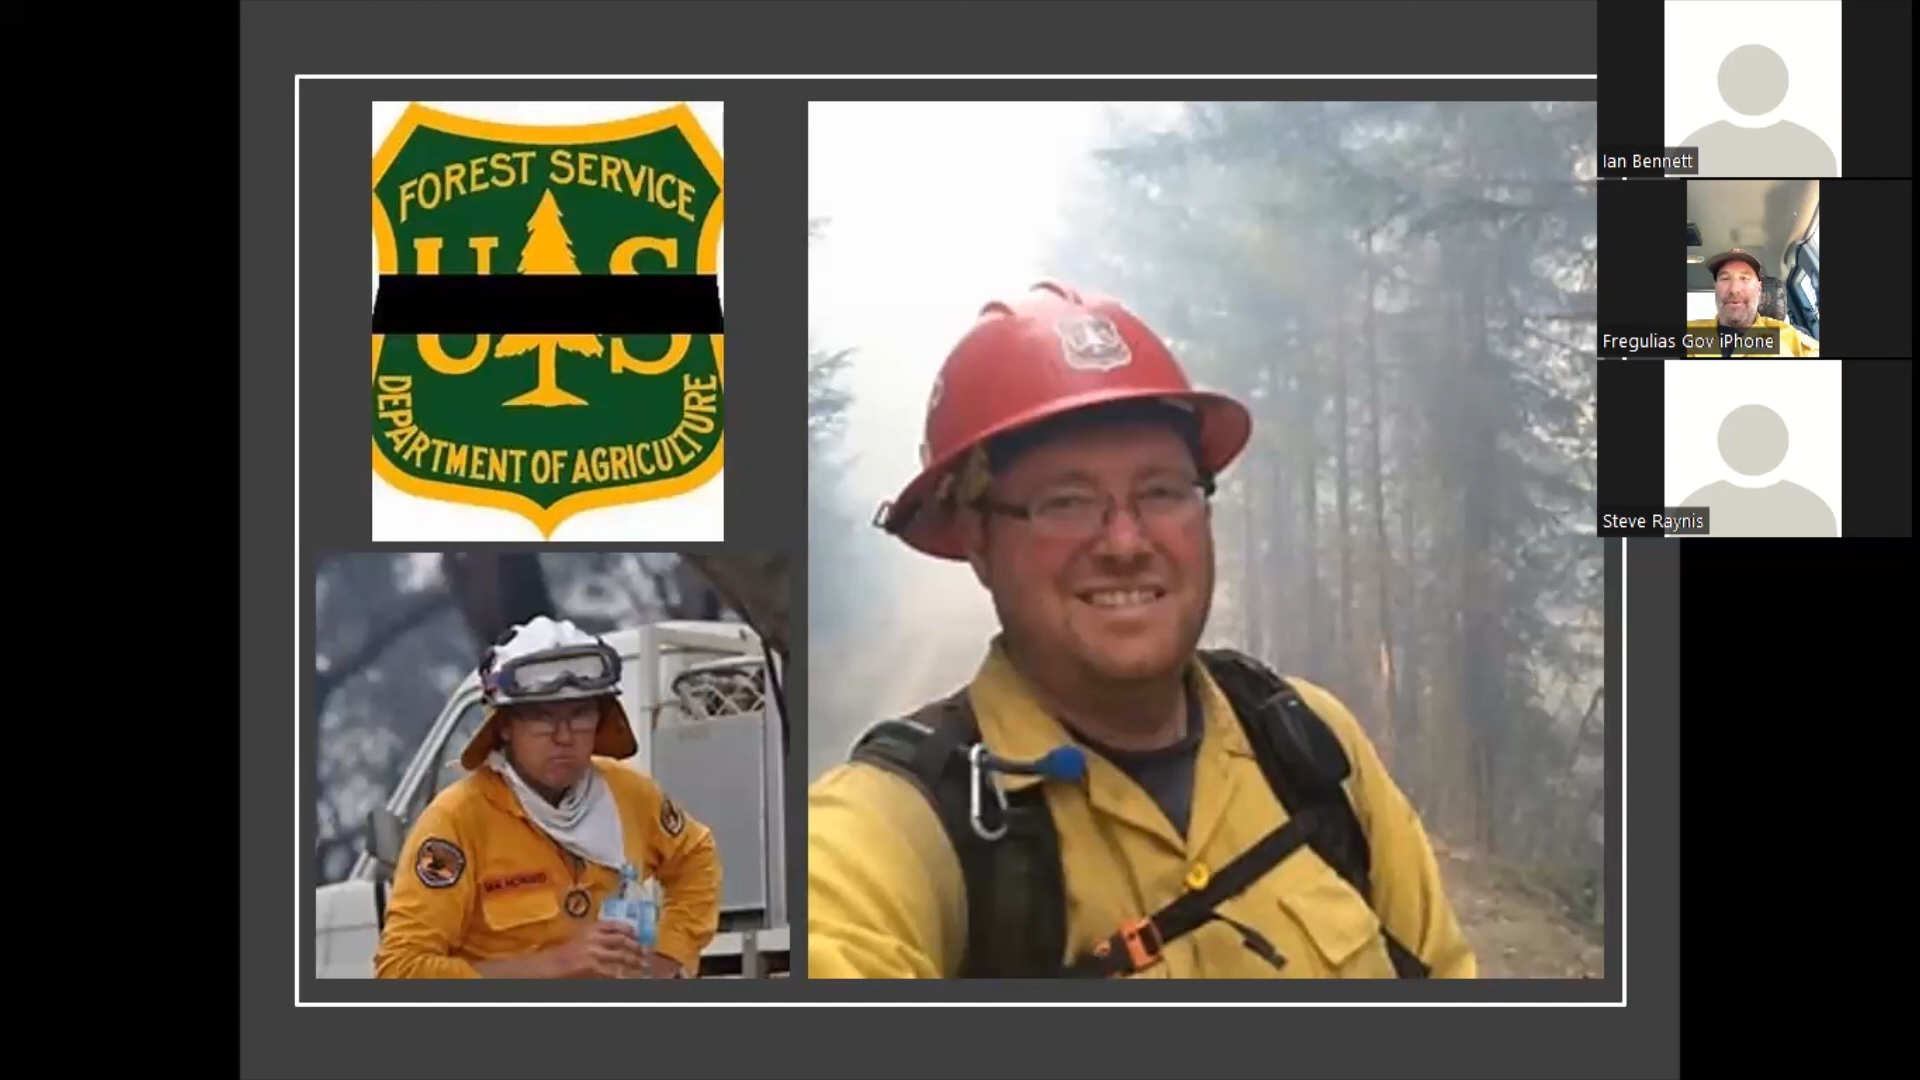 FOREST SERVICE
U S
DEPARTMENT OF AGRICULTURE
Ian Bennett
Fregulias Gov iPhone
Steve Raynis